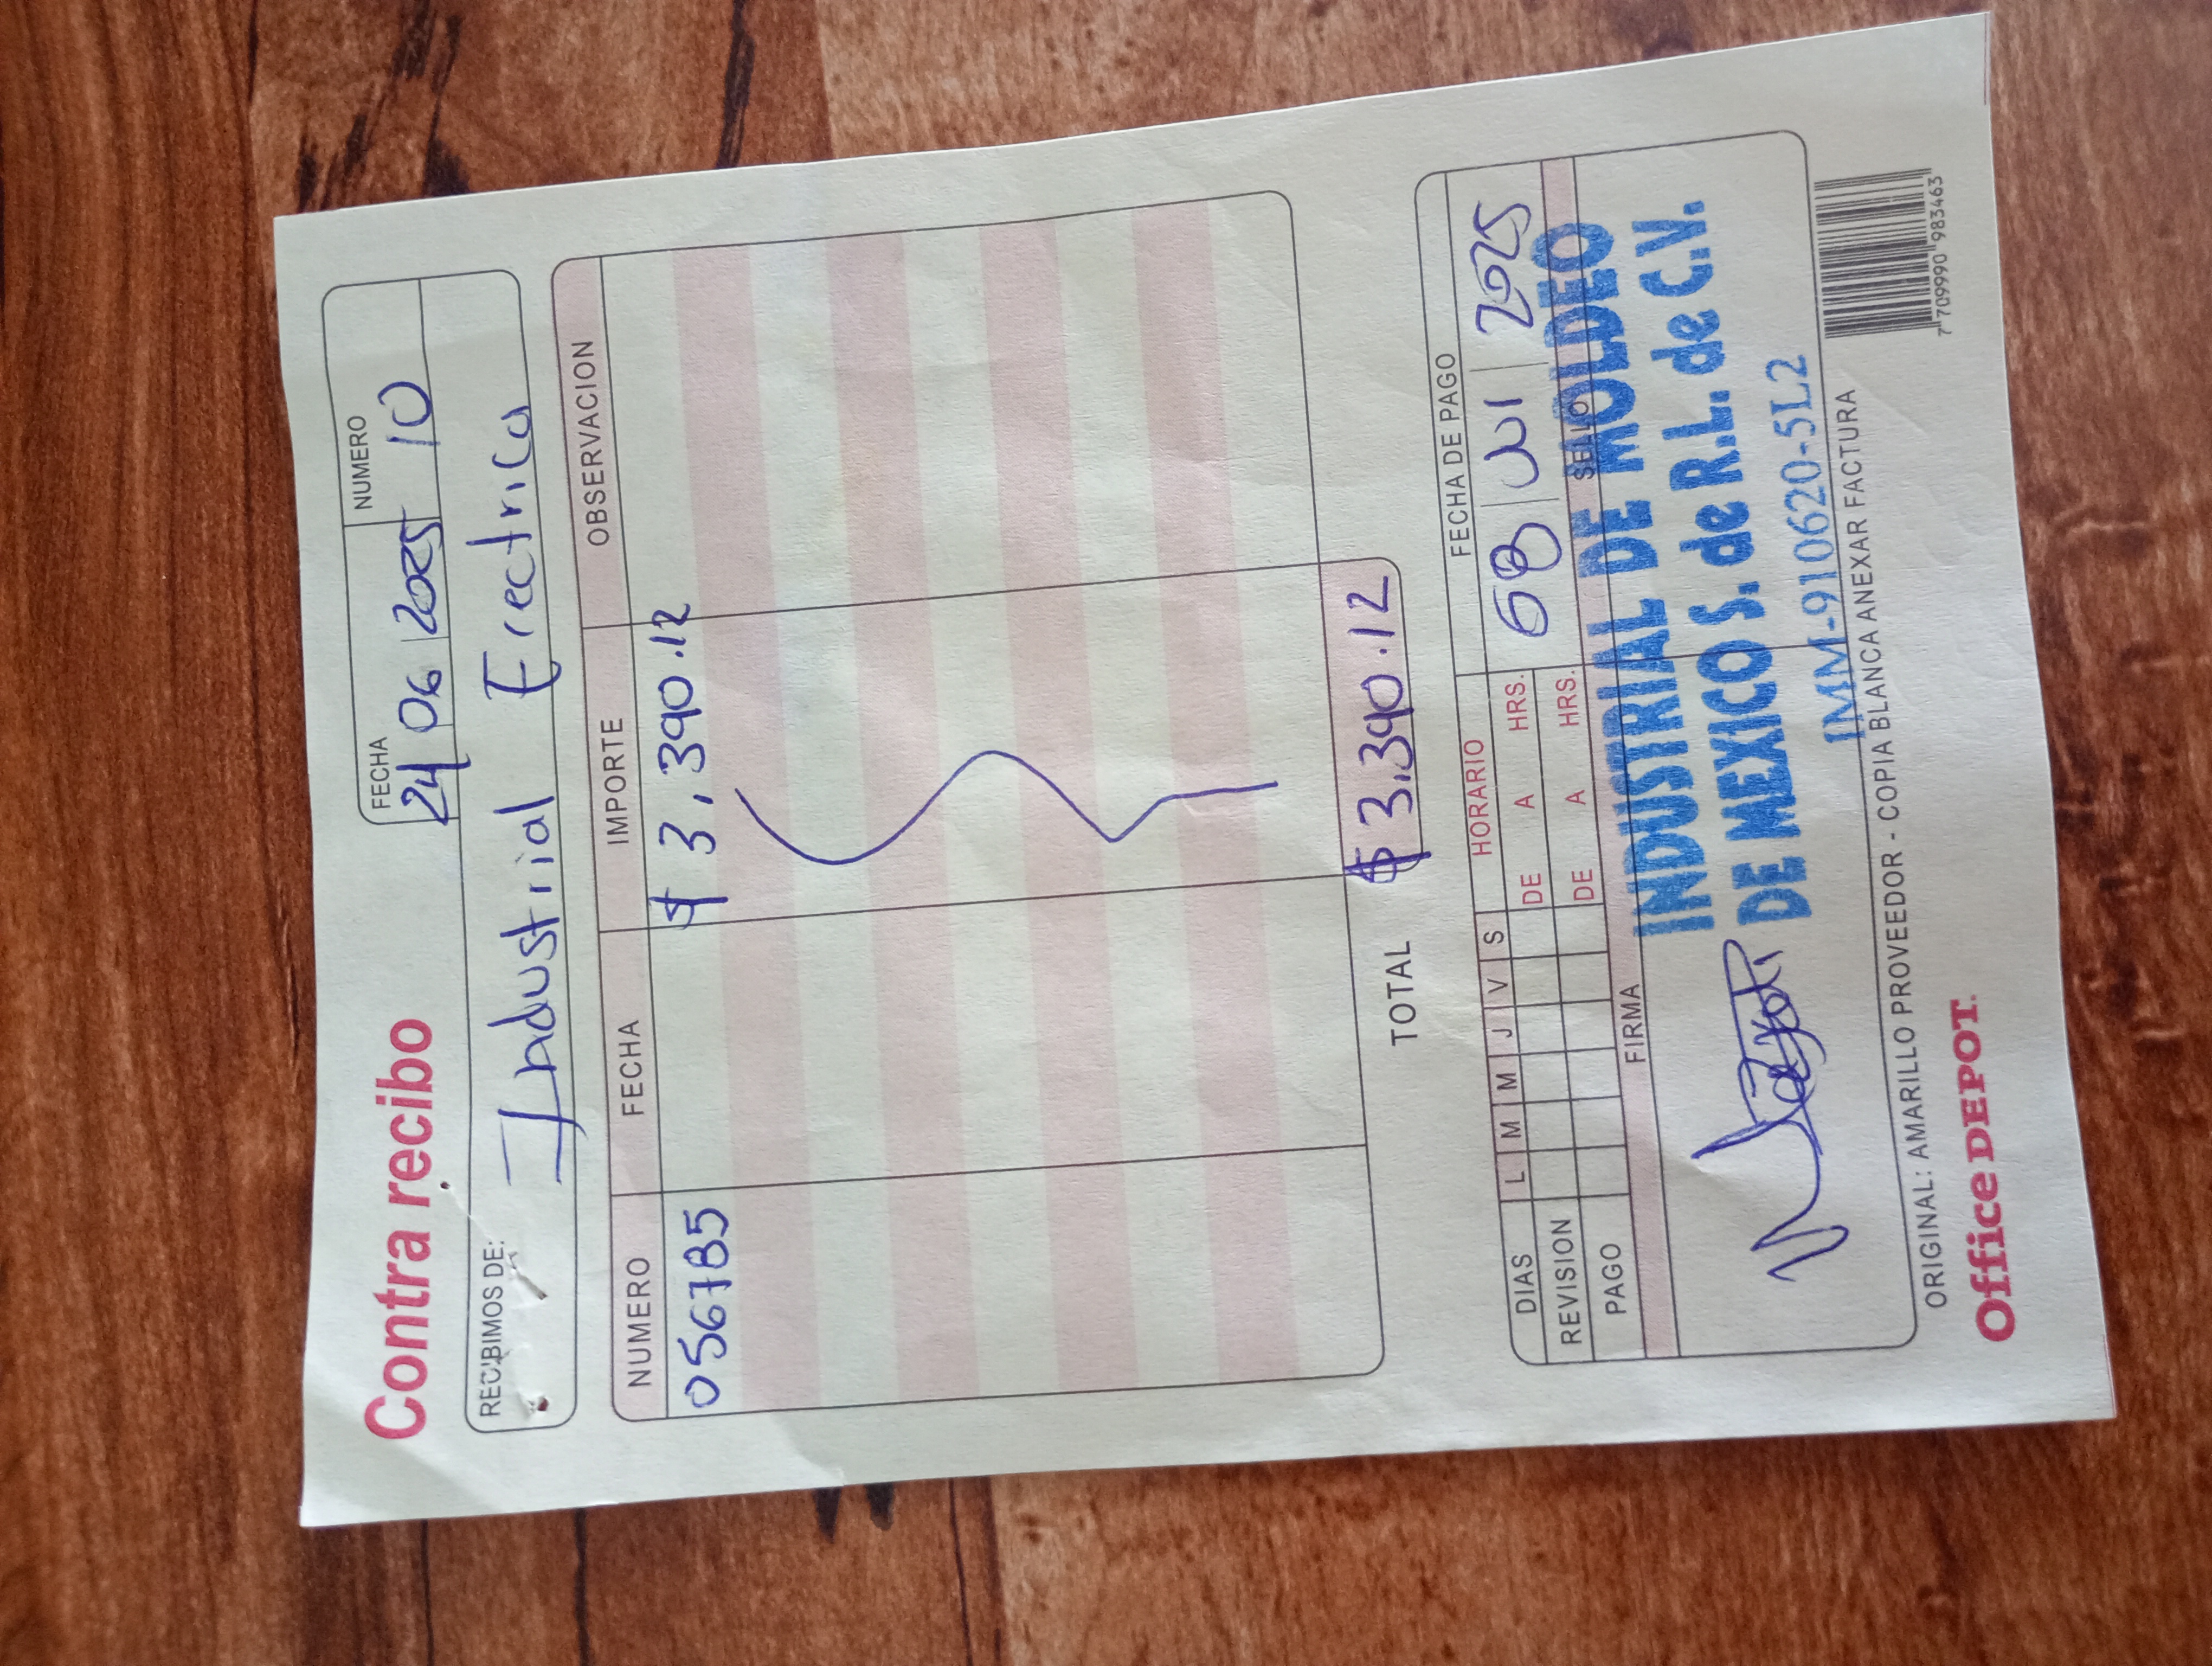 Contra recibo
FECHA NUMERO
24 06 2025 10
RECIBIMOS DE: Industrial Electrica
NUMERO FECHA IMPORTE OBSERVACION
056785 $ 3,390.12
TOTAL $ 3,390.12
DIAS L M M J V S HORARIO FECHA DE PAGO
REVISION DE A HRS. 08 Jul 2025
PAGO DE A HRS.
FIRMA SELLO
INDUSTRIAL DE MOLDEO
DE MEXICO S. de R.L. de C.V.
IMM-910620-5L2
ORIGINAL: AMARILLO PROVEEDOR - COPIA BLANCA ANEXAR FACTURA
Office DEPOT.
7 709990 983463